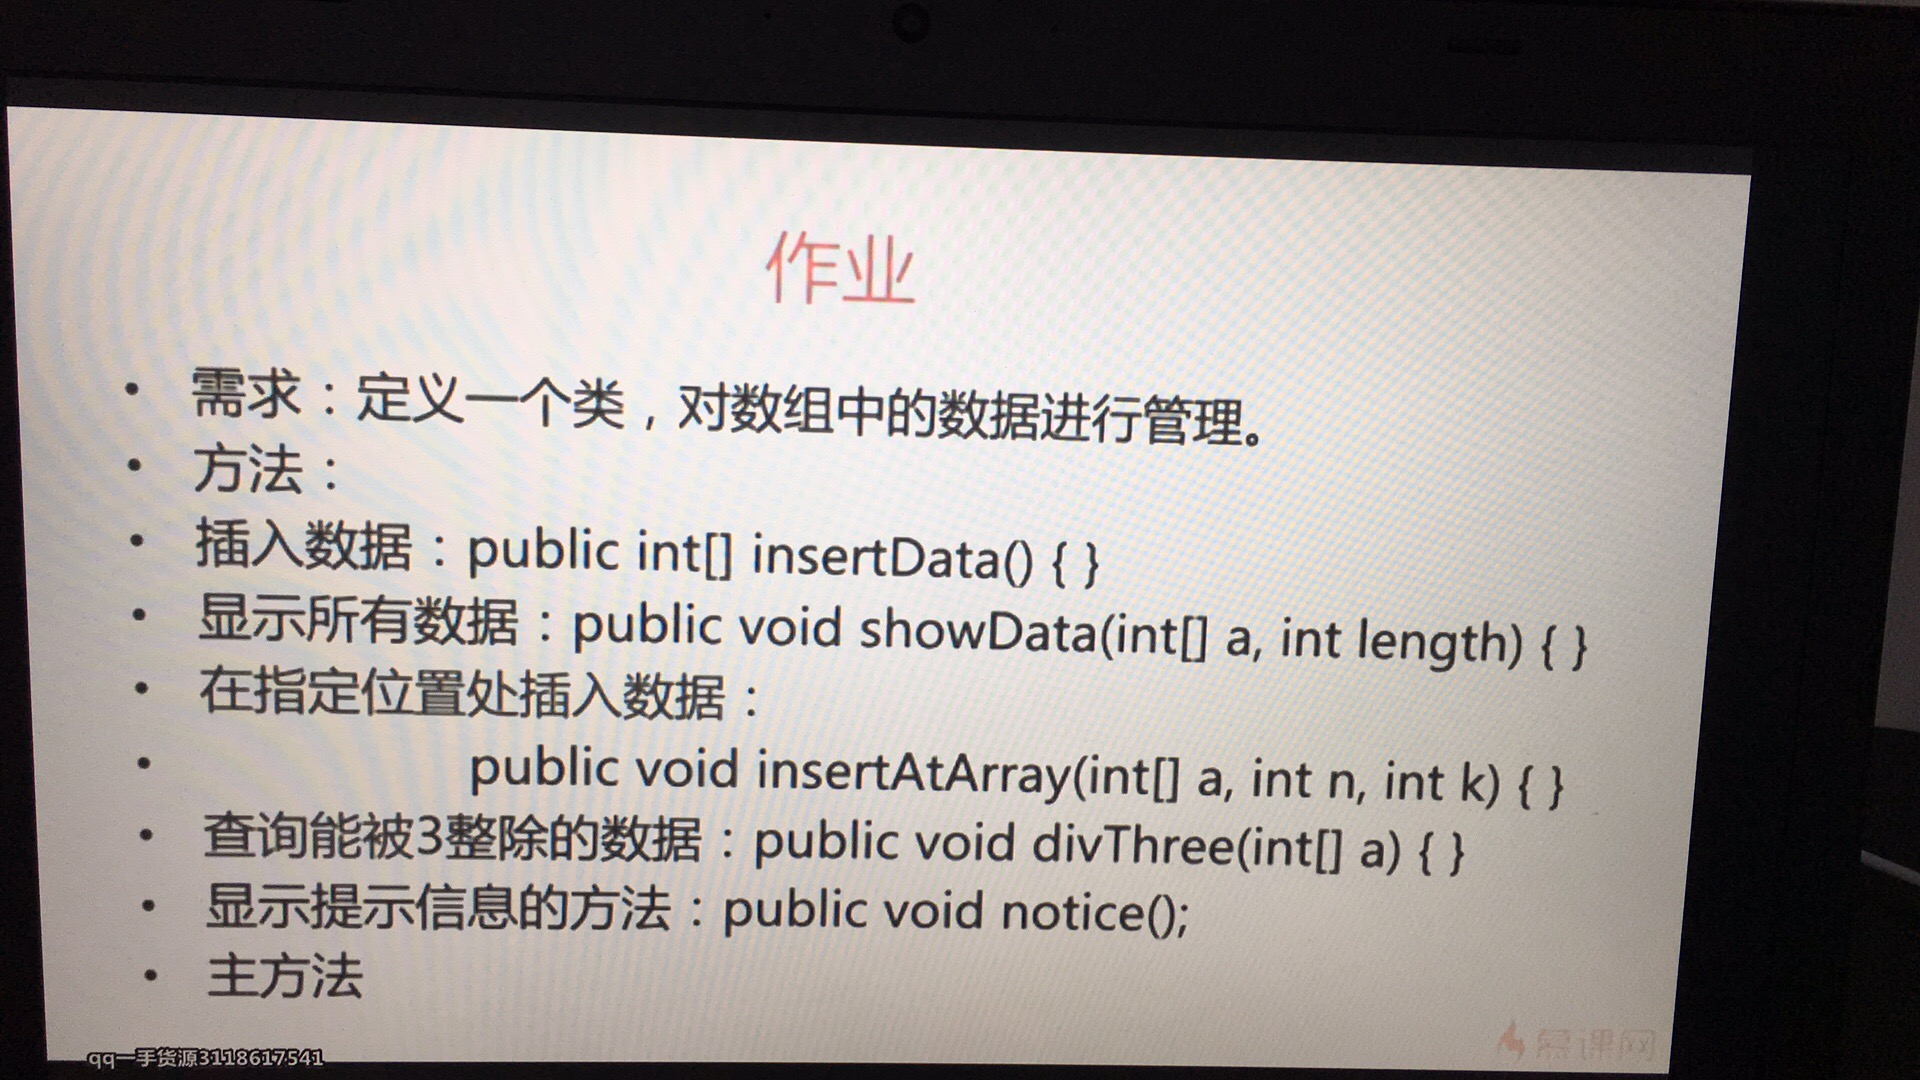 作业
• 需求：定义一个类，对数组中的数据进行管理。
• 方法：
• 插入数据：public int[] insertData() { }
• 显示所有数据：public void showData(int[] a, int length) { }
• 在指定位置处插入数据：
• public void insertAtArray(int[] a, int n, int k) { }
• 查询能被3整除的数据：public void divThree(int[] a) { }
• 显示提示信息的方法：public void notice();
• 主方法
慕课网
qq一手货源3118617541